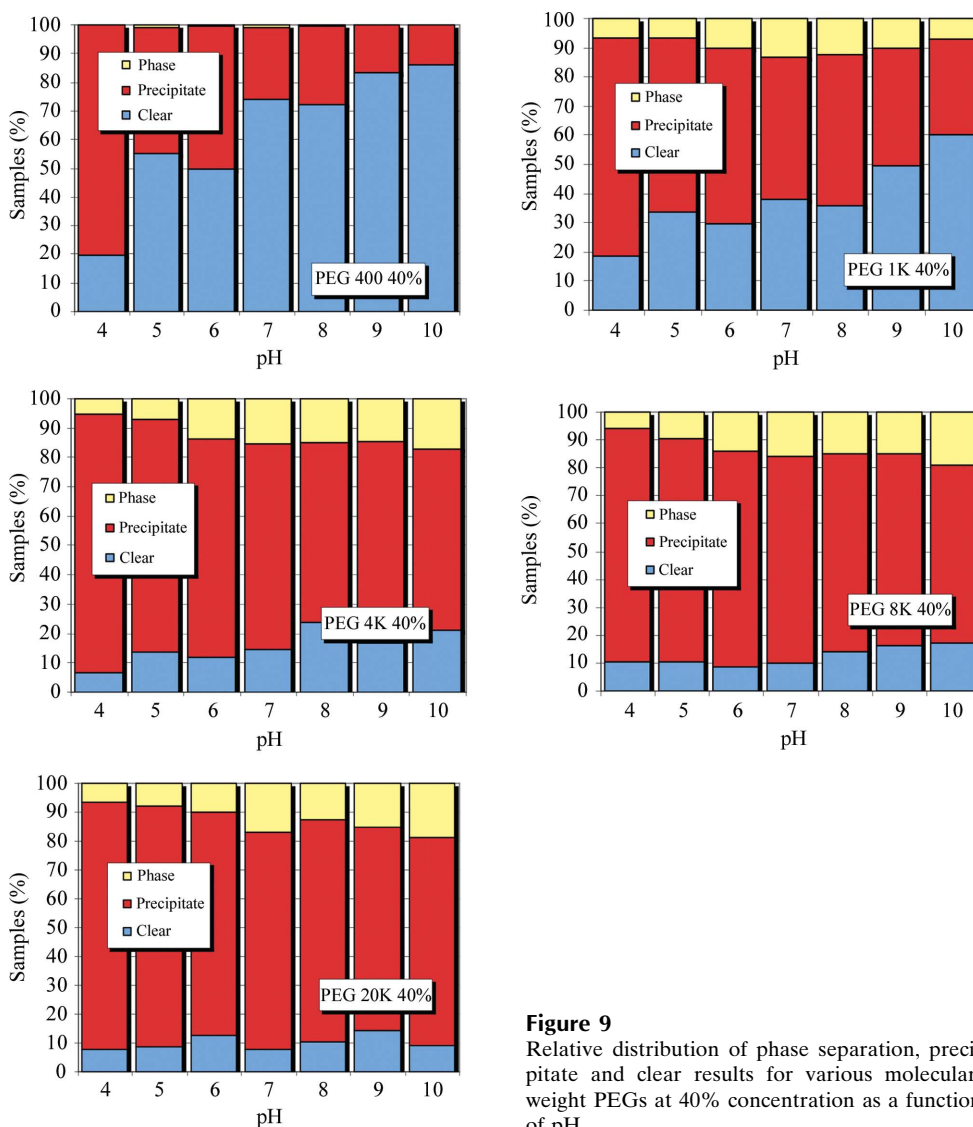 100
90
80
70
60
50
40
30
20
10
0
Samples (%)
Phase
Precipitate
Clear
PEG 400 40%
4 5 6 7 8 9 10
pH
100
90
80
70
60
50
40
30
20
10
0
Samples (%)
Phase
Precipitate
Clear
PEG 1K 40%
4 5 6 7 8 9 10
pH
100
90
80
70
60
50
40
30
20
10
0
Samples (%)
Phase
Precipitate
Clear
PEG 4K 40%
4 5 6 7 8 9 10
pH
100
90
80
70
60
50
40
30
20
10
0
Samples (%)
Phase
Precipitate
Clear
PEG 8K 40%
4 5 6 7 8 9 10
pH
100
90
80
70
60
50
40
30
20
10
0
Samples (%)
Phase
Precipitate
Clear
PEG 20K 40%
4 5 6 7 8 9 10
pH
Figure 9
Relative distribution of phase separation, preci
pitate and clear results for various molecular
weight PEGs at 40% concentration as a function
of pH